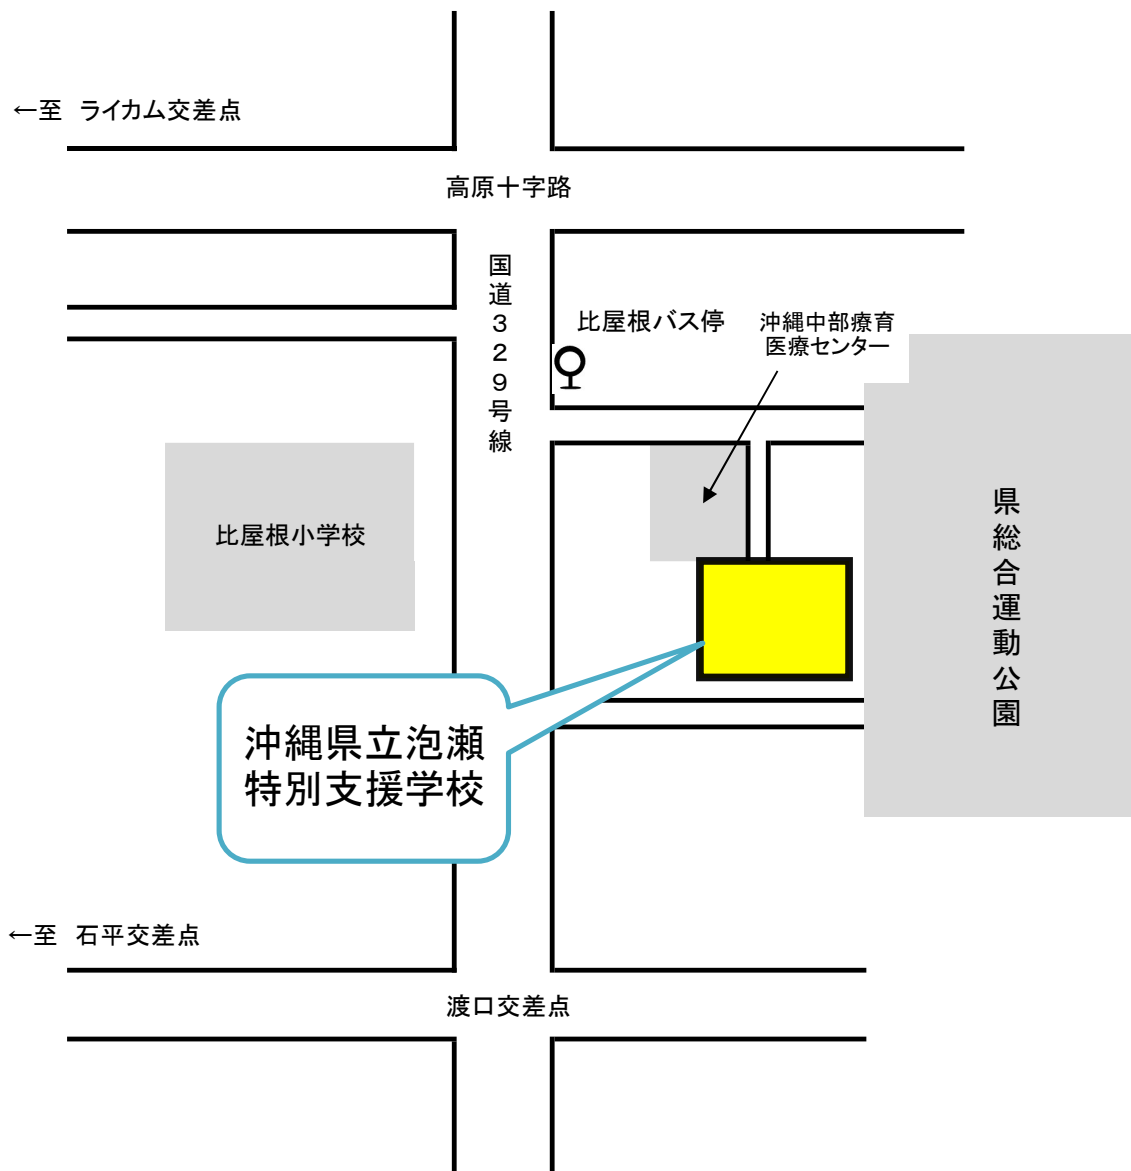 ←至　ライカム交差点
高原十字路
国道３２９号線
比屋根バス停
沖縄中部療育
医療センター
比屋根小学校
県総合運動公園
沖縄県立泡瀬
特別支援学校
←至　石平交差点
渡口交差点